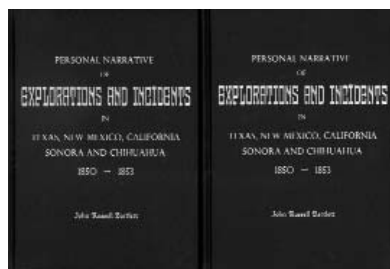 PERSONAL NARRATIVE
OF
EXPLORATIONS AND INCIDENTS
IN
TEXAS, NEW MEXICO, CALIFORNIA
SONORA AND CHIHUAHUA
1850 — 1853
John Russell Bartlett
PERSONAL NARRATIVE
OF
EXPLORATIONS AND INCIDENTS
IN
TEXAS, NEW MEXICO, CALIFORNIA
SONORA AND CHIHUAHUA
1850 — 1853
John Russell Bartlett